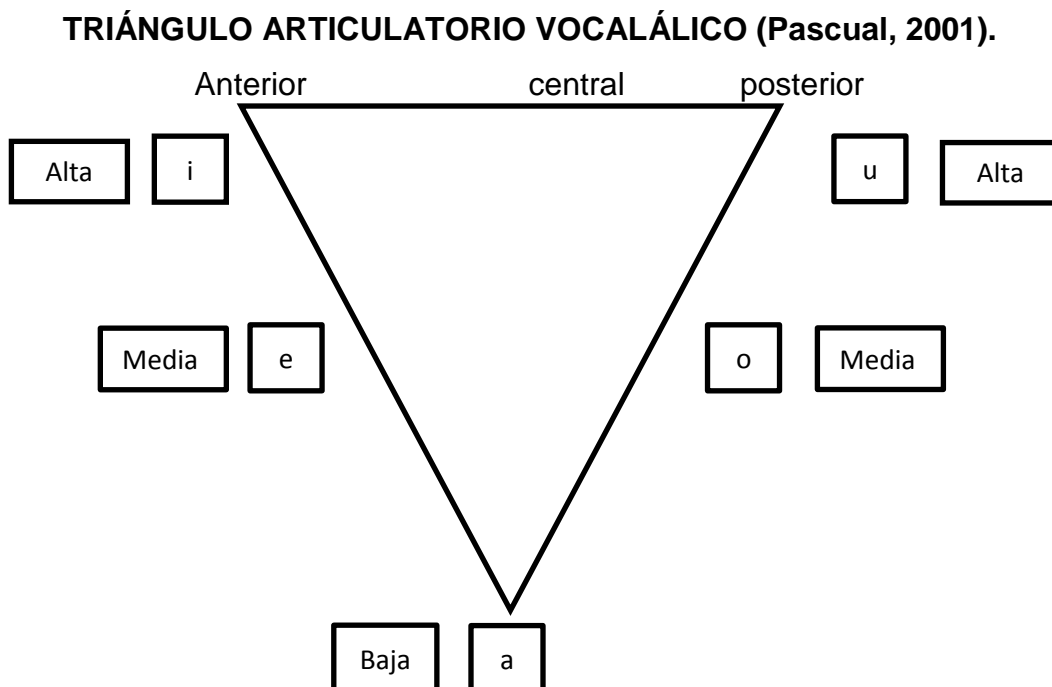 TRIÁNGULO ARTICULATORIO VOCALÁLICO (Pascual, 2001).
Anterior central posterior
Alta i u Alta
Media e o Media
Baja a